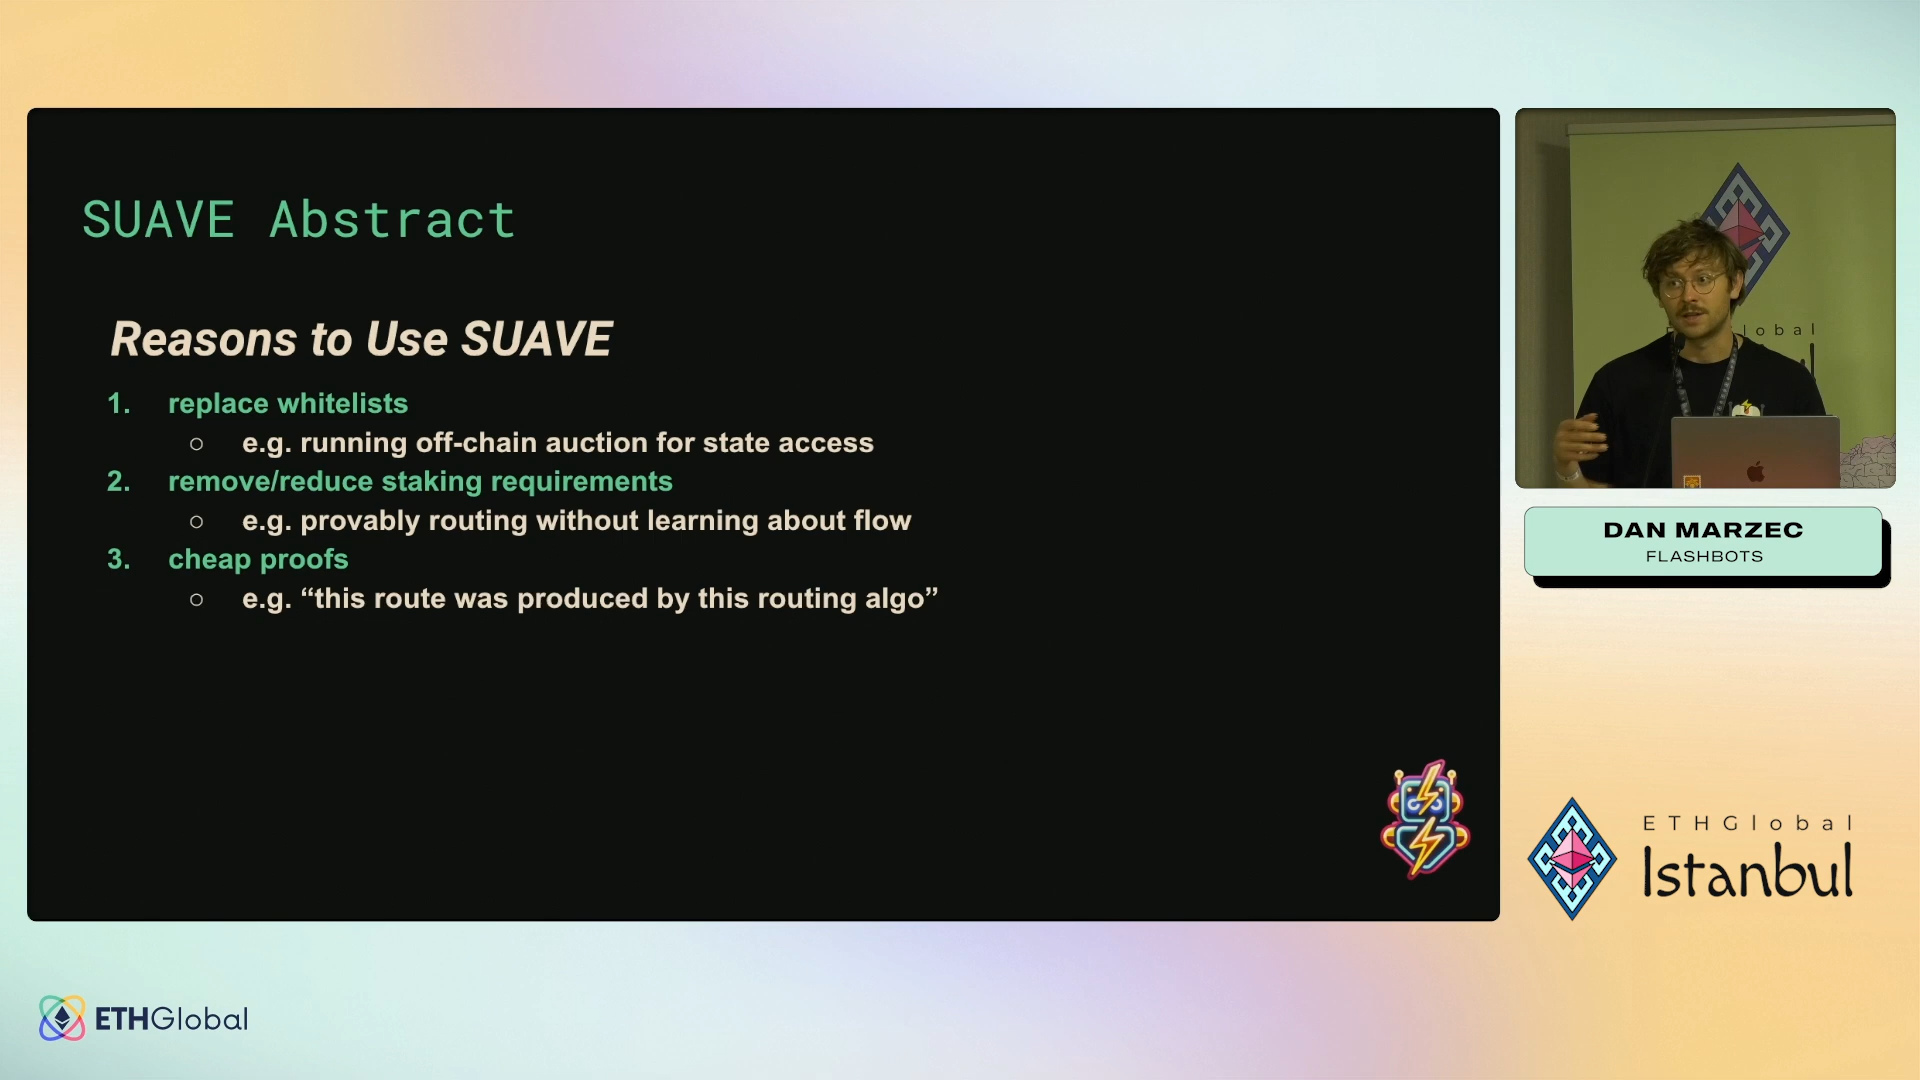 SUAVE Abstract
Reasons to Use SUAVE
1. replace whitelists
○ e.g. running off-chain auction for state access
2. remove/reduce staking requirements
○ e.g. provably routing without learning about flow
3. cheap proofs
○ e.g. “this route was produced by this routing algo”
lobal
DAN MARZEC
FLASHBOTS
ETHGlobal
Istanbul
ETHGlobal